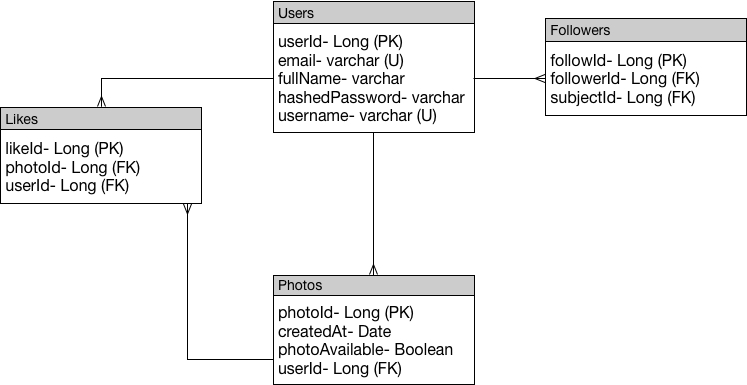 Users
userId- Long (PK)
email- varchar (U)
fullName- varchar
hashedPassword- varchar
username- varchar (U)
Followers
followId- Long (PK)
followerId- Long (FK)
subjectId- Long (FK)
Likes
likeId- Long (PK)
photoId- Long (FK)
userId- Long (FK)
Photos
photoId- Long (PK)
createdAt- Date
photoAvailable- Boolean
userId- Long (FK)